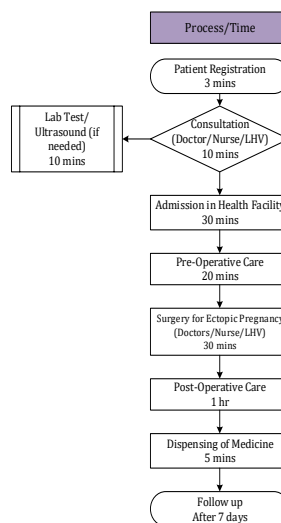 Process/Time
Patient Registration
3 mins
Lab Test/
Ultrasound (if
needed)
10 mins
Consultation
(Doctor/Nurse/LHV)
10 mins
Admission in Health Facility
30 mins
Pre-Operative Care
20 mins
Surgery for Ectopic Pregnancy
(Doctors/Nurse/LHV)
30 mins
Post-Operative Care
1 hr
Dispensing of Medicine
5 mins
Follow up
After 7 days